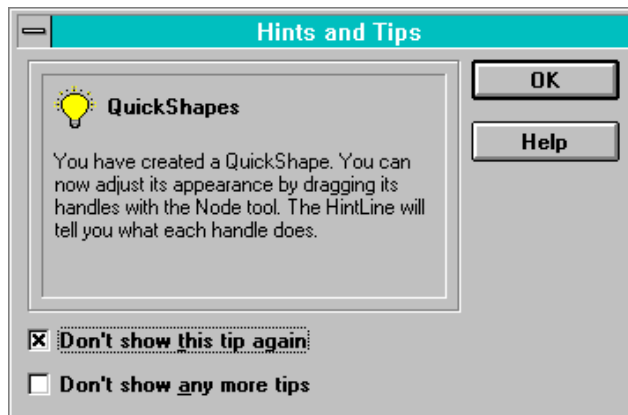 Hints and Tips
QuickShapes
You have created a QuickShape. You can
now adjust its appearance by dragging its
handles with the Node tool. The HintLine will
tell you what each handle does.
OK
Help
Don't show this tip again
Don't show any more tips